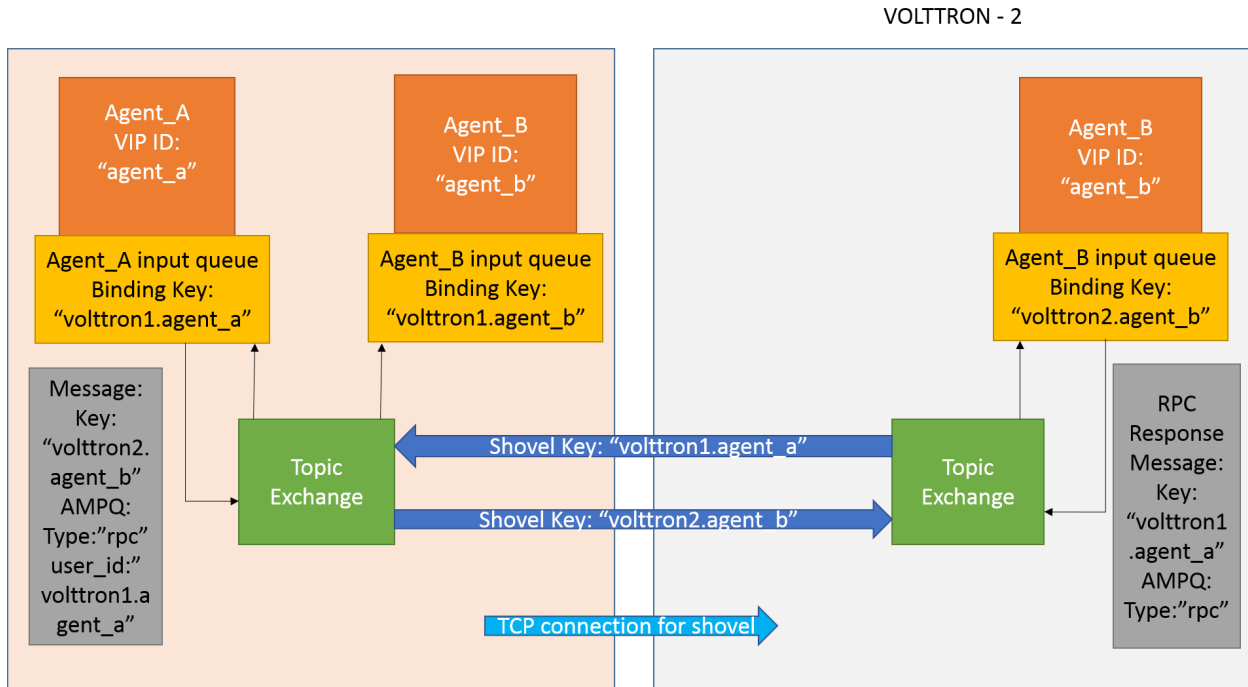 VOLTTRON - 2
Agent_A
VIP ID:
“agent_a”
Agent_B
VIP ID:
“agent_b”
Agent_B
VIP ID:
“agent_b”
Agent_A input queue
Binding Key:
“volttron1.agent_a”
Agent_B input queue
Binding Key:
“volttron1.agent_b”
Agent_B input queue
Binding Key:
“volttron2.agent_b”
Message:
Key:
“volttron2.
agent_b”
AMPQ:
Type:”rpc”
user_id:”
volttron1.a
gent_a”
Topic
Exchange
Shovel Key: “volttron1.agent_a”
Shovel Key: “volttron2.agent_b”
Topic
Exchange
RPC
Response
Message:
Key:
“volttron1
.agent_a”
AMPQ:
Type:”rpc”
TCP connection for shovel